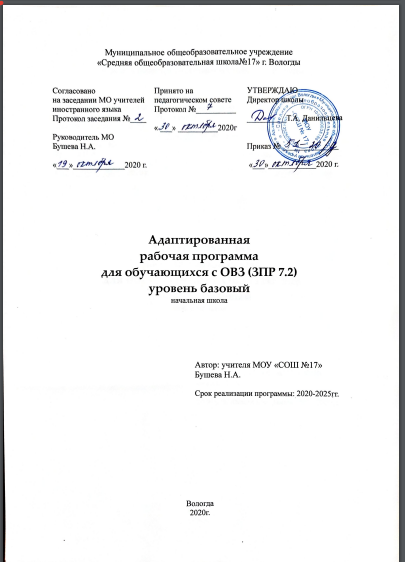 Муниципальное общеобразовательное учреждение
«Средняя общеобразовательная школа№17» г. Вологды
Согласовано
на заседании МО учителей
иностранного языка
Протокол заседания № 2
Руководитель МО
Бушева Н.А.
«19» октября 2020 г.
Принято на
педагогическом совете
Протокол № 7
«30» октября 2020г
УТВЕРЖДАЮ
Директор школы
Т.А. Данильцева
Приказ №
«30» октября 2020 г.
Адаптированная
рабочая программа
для обучающихся с ОВЗ (ЗПР 7.2)
уровень базовый
начальная школа
Автор: учителя МОУ «СОШ №17»
Бушева Н.А.
Срок реализации программы: 2020-2025гг.
Вологда
2020г.